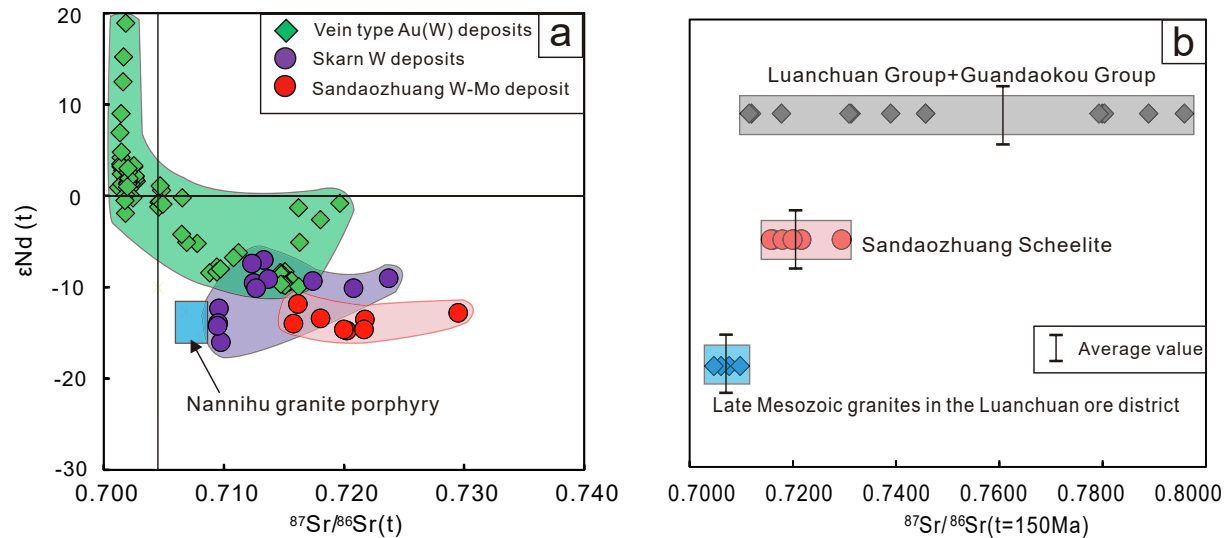 a
Vein type Au(W) deposits
Skarn W deposits
Sandaozhuang W-Mo deposit
20
10
0
-10
-20
-30
εNd (t)
Nannihu granite porphyry
0.700
0.710
0.720
0.730
0.740
⁸⁷Sr/⁸⁶Sr(t)
b
Luanchuan Group+Guandaokou Group
Sandaozhuang Scheelite
Average value
Late Mesozoic granites in the Luanchuan ore district
0.7000
0.720
0.7400
0.7600
0.7800
0.8000
⁸⁷Sr/⁸⁶Sr(t=150Ma)